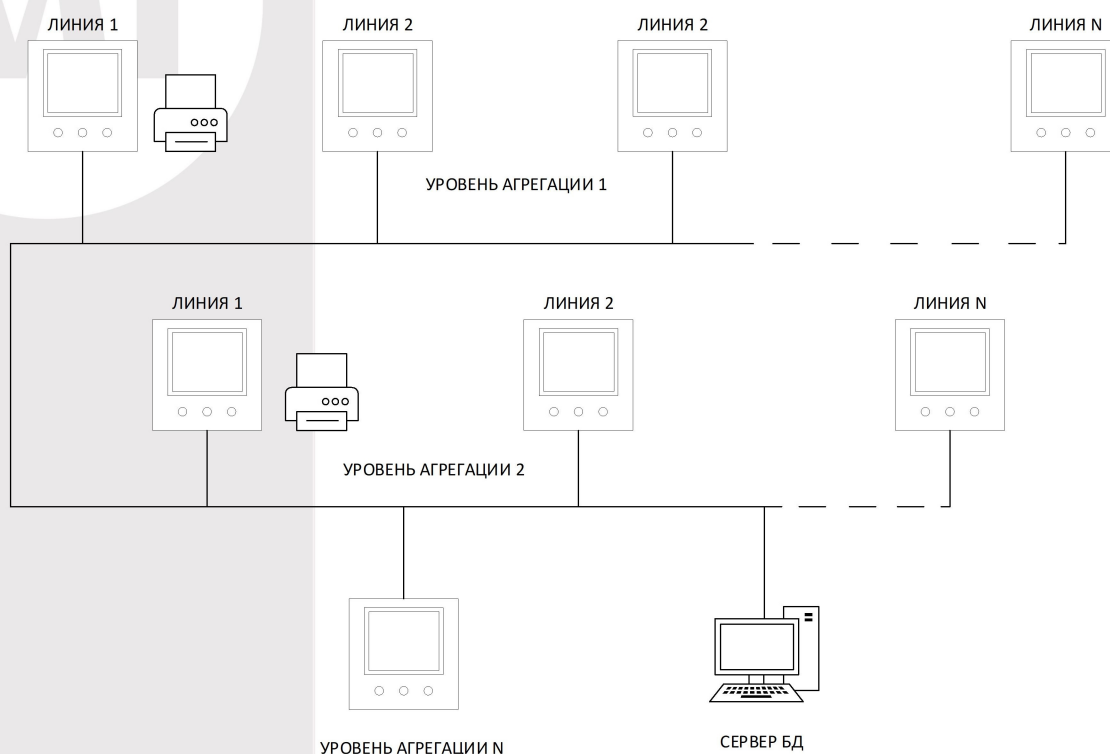 ЛИНИЯ 1
ЛИНИЯ 2
ЛИНИЯ 2
ЛИНИЯ N
УРОВЕНЬ АГРЕГАЦИИ 1
ЛИНИЯ 1
ЛИНИЯ 2
ЛИНИЯ N
УРОВЕНЬ АГРЕГАЦИИ 2
УРОВЕНЬ АГРЕГАЦИИ N
СЕРВЕР БД